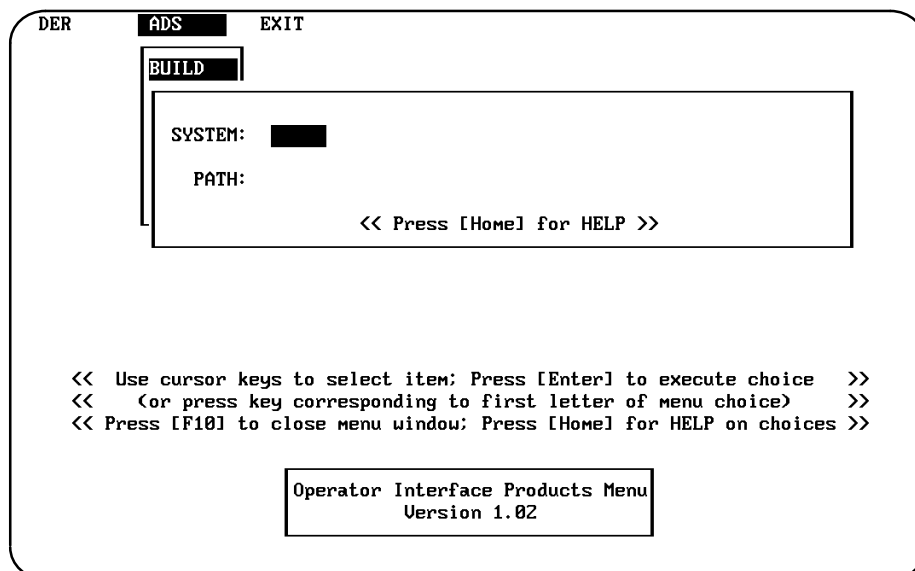 DER ADS EXIT
BUILD
SYSTEM:
PATH:
<< Press [Home] for HELP >>
<< Use cursor keys to select item; Press [Enter] to execute choice >>
<< (or press key corresponding to first letter of menu choice) >>
<< Press [F10] to close menu window; Press [Home] for HELP on choices >>
Operator Interface Products Menu
Version 1.02